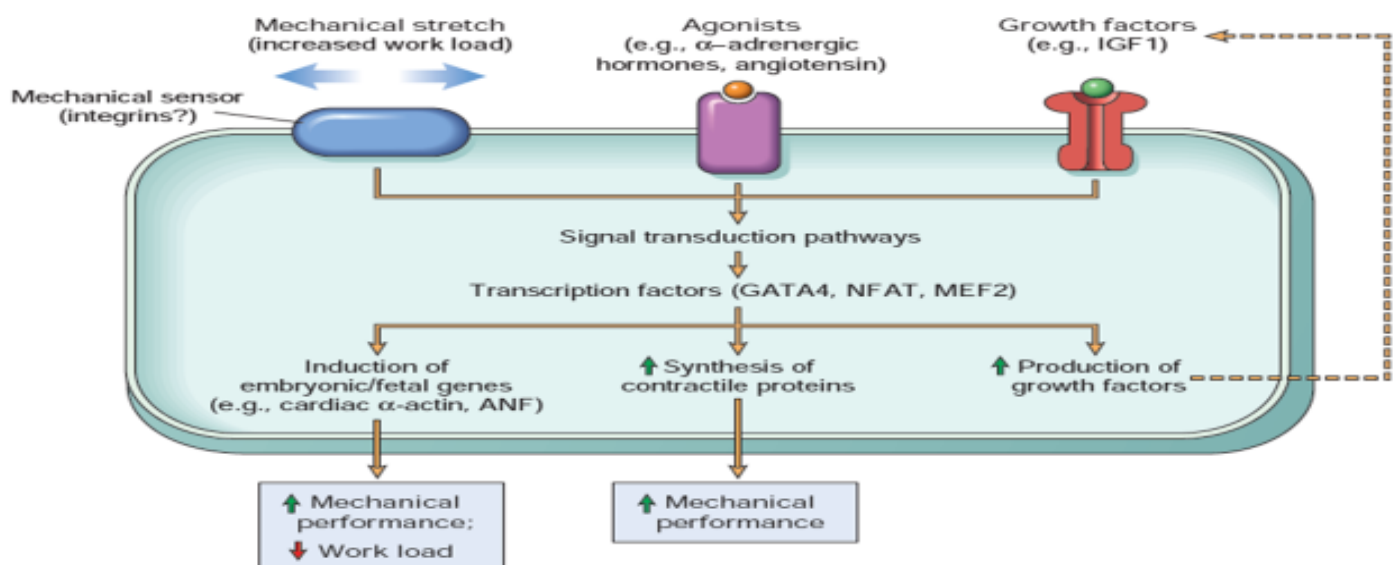 Mechanical stretch
(increased work load)
Agonists
(e.g., α–adrenergic
hormones, angiotensin)
Growth factors
(e.g., IGF1)
Mechanical sensor
(integrins?)
Signal transduction pathways
Transcription factors (GATA4, NFAT, MEF2)
Induction of
embryonic/fetal genes
(e.g., cardiac α-actin, ANF)
Synthesis of
contractile proteins
Production of
growth factors
Mechanical
performance;
Work load
Mechanical
performance